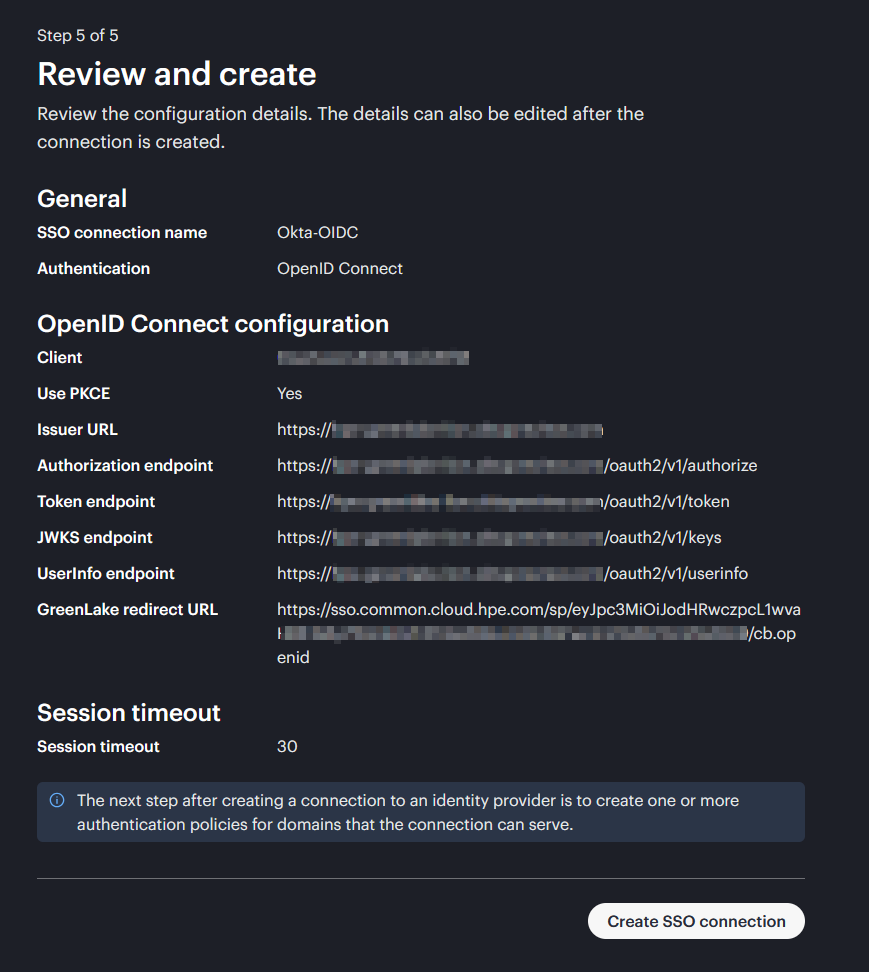 Step 5 of 5
Review and create
Review the configuration details. The details can also be edited after the
connection is created.
General
SSO connection name Okta-OIDC
Authentication OpenID Connect
OpenID Connect configuration
Client
Use PKCE Yes
Issuer URL https://
Authorization endpoint https:// /oauth2/v1/authorize
Token endpoint https:// /oauth2/v1/token
JWKS endpoint https:// /oauth2/v1/keys
UserInfo endpoint https:// /oauth2/v1/userinfo
GreenLake redirect URL https://sso.common.cloud.hpe.com/sp/eyJpc3MiOiJodHRwczpcL1wva
/cb.op
enid
Session timeout
Session timeout 30
The next step after creating a connection to an identity provider is to create one or more
authentication policies for domains that the connection can serve.
Create SSO connection